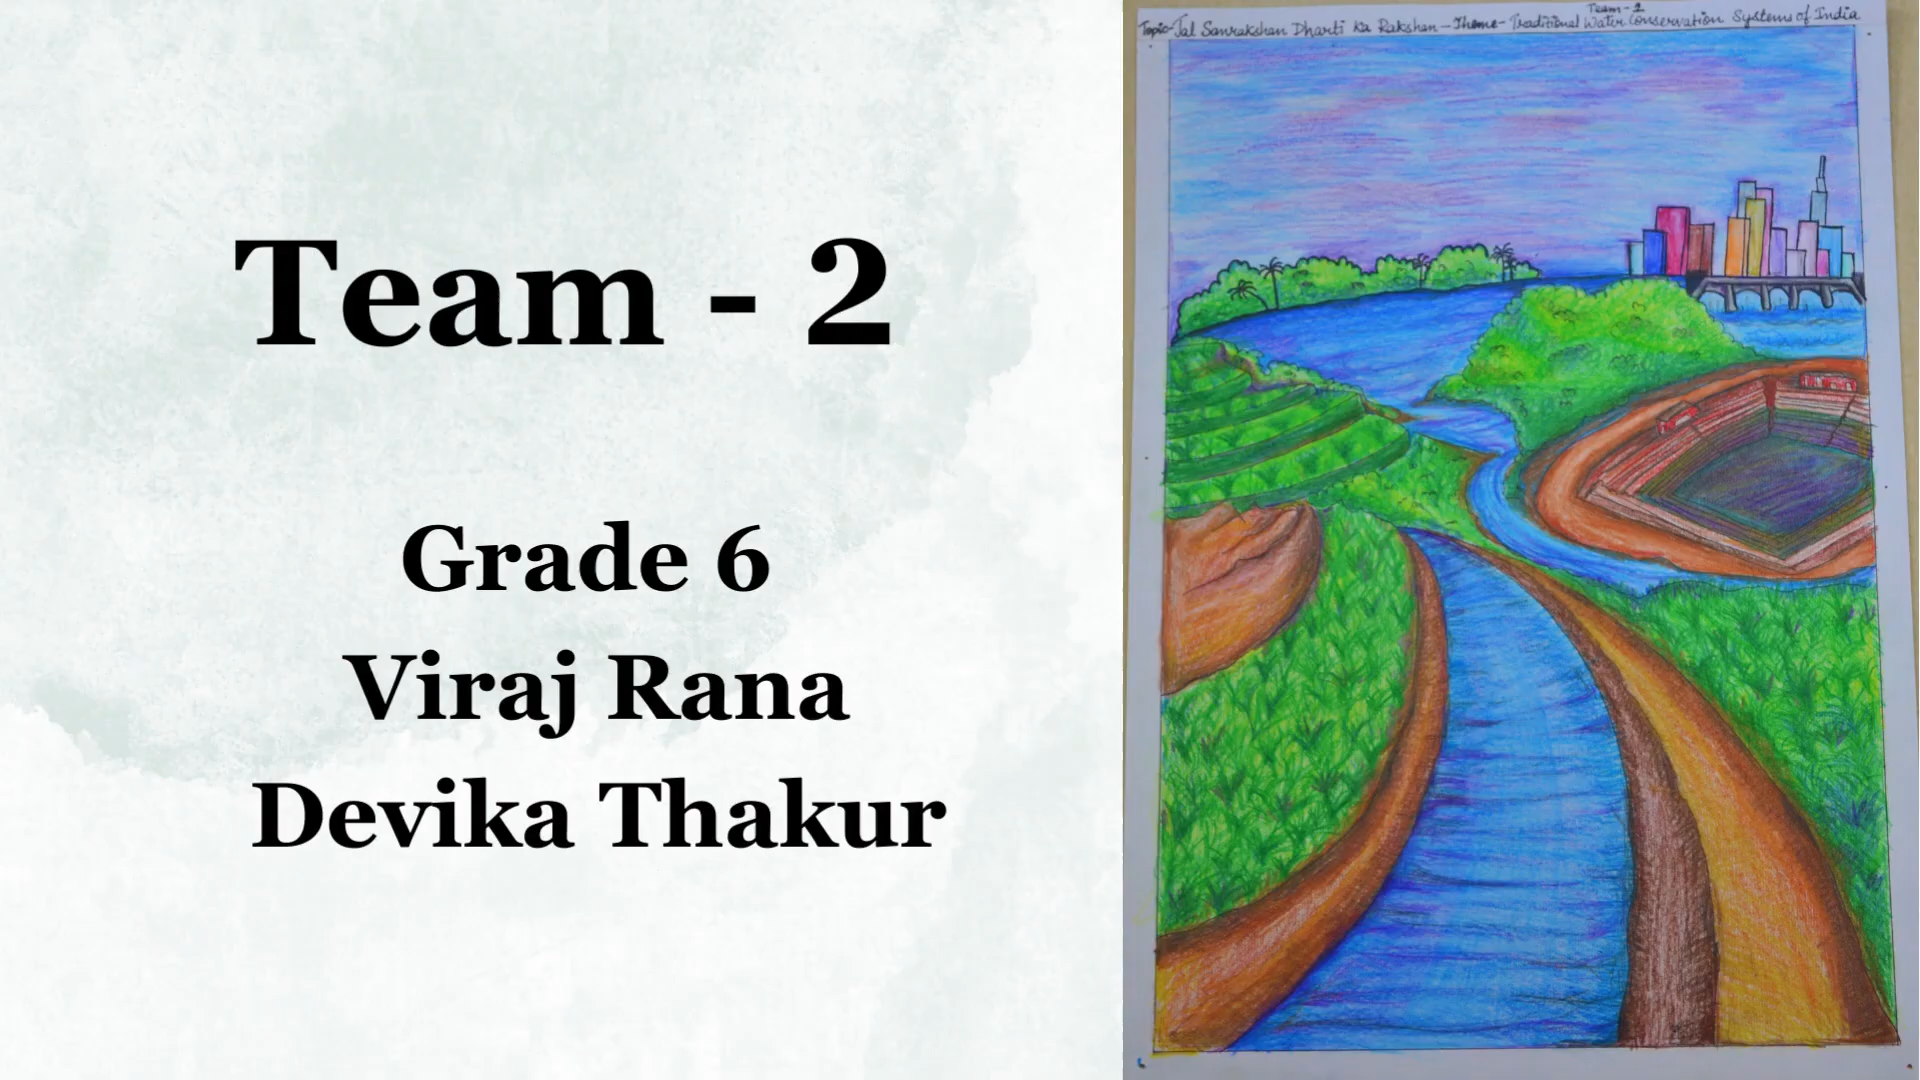 Team - 2
Grade 6
Viraj Rana
Devika Thakur
Team - 2
Topic - Jal Sanrakshan Dharti ka Rakshan - Theme - Traditional Water Conservation Systems of India